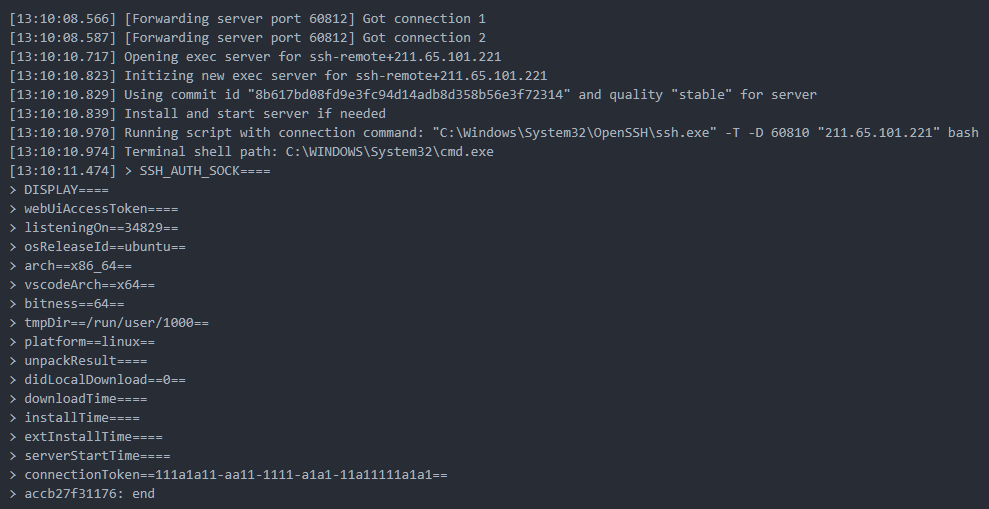 [13:10:08.566] [Forwarding server port 60812] Got connection 1
[13:10:08.587] [Forwarding server port 60812] Got connection 2
[13:10:10.717] Opening exec server for ssh-remote+211.65.101.221
[13:10:10.823] Initizing new exec server for ssh-remote+211.65.101.221
[13:10:10.829] Using commit id "8b617bd08fd9e3fc94d14adb8d358b56e3f72314" and quality "stable" for server
[13:10:10.839] Install and start server if needed
[13:10:10.970] Running script with connection command: "C:\Windows\System32\OpenSSH\ssh.exe" -T -D 60810 "211.65.101.221" bash
[13:10:10.974] Terminal shell path: C:\WINDOWS\System32\cmd.exe
[13:10:11.474] > SSH_AUTH_SOCK====
> DISPLAY====
> webUiAccessToken====
> listeningOn==34829==
> osReleaseId==ubuntu==
> arch==x86_64==
> vscodeArch==x64==
> bitness==64==
> tmpDir==/run/user/1000==
> platform==linux==
> unpackResult====
> didLocalDownload==0==
> downloadTime====
> installTime====
> extInstallTime====
> serverStartTime====
> connectionToken==111a1a11-aa11-1111-a1a1-11a11111a1a1==
> accb27f31176: end